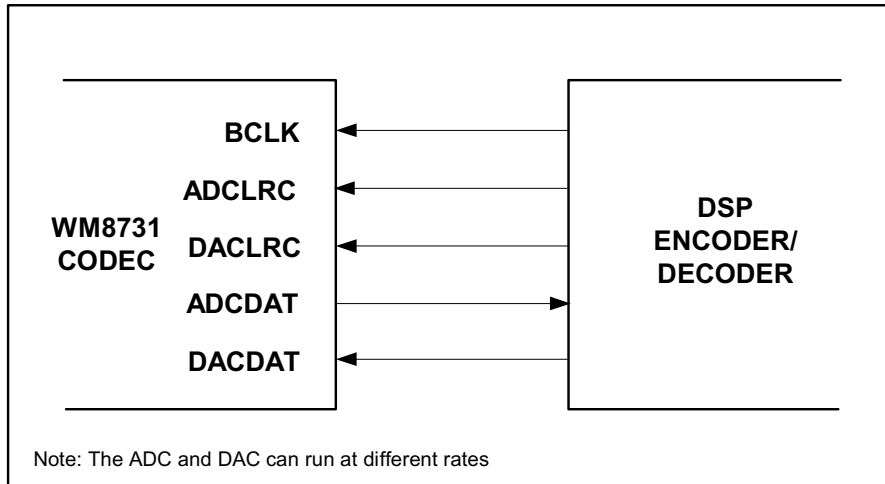 WM8731
CODEC
BCLK
ADCLRC
DACLRC
ADCDAT
DACDAT
DSP
ENCODER/
DECODER
Note: The ADC and DAC can run at different rates